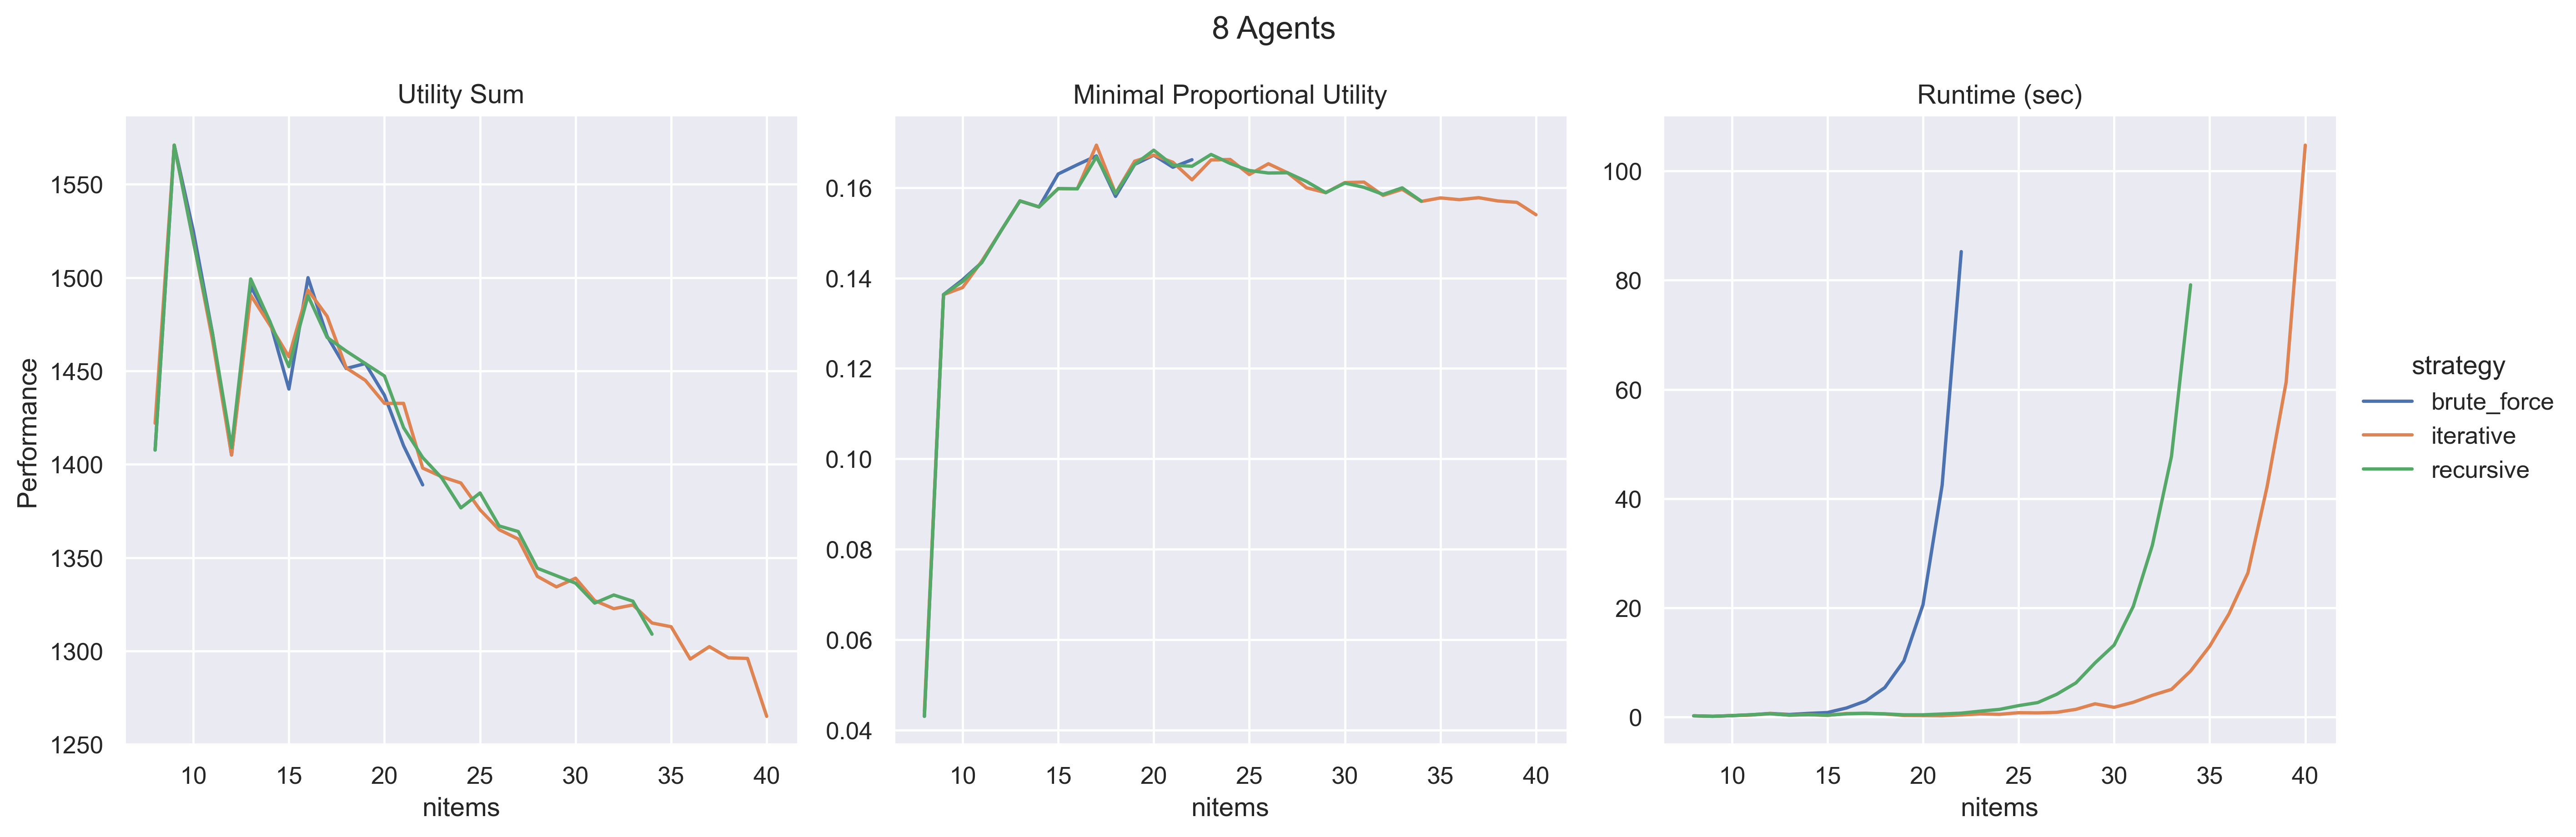 8 Agents
Utility Sum
Minimal Proportional Utility
Runtime (sec)
Performance
1550
1500
1450
1400
1350
1300
1250
10 15 20 25 30 35 40
nitems
0.16
0.14
0.12
0.10
0.08
0.06
0.04
10 15 20 25 30 35 40
nitems
100
80
60
40
20
0
10 15 20 25 30 35 40
nitems
strategy
brute_force
iterative
recursive